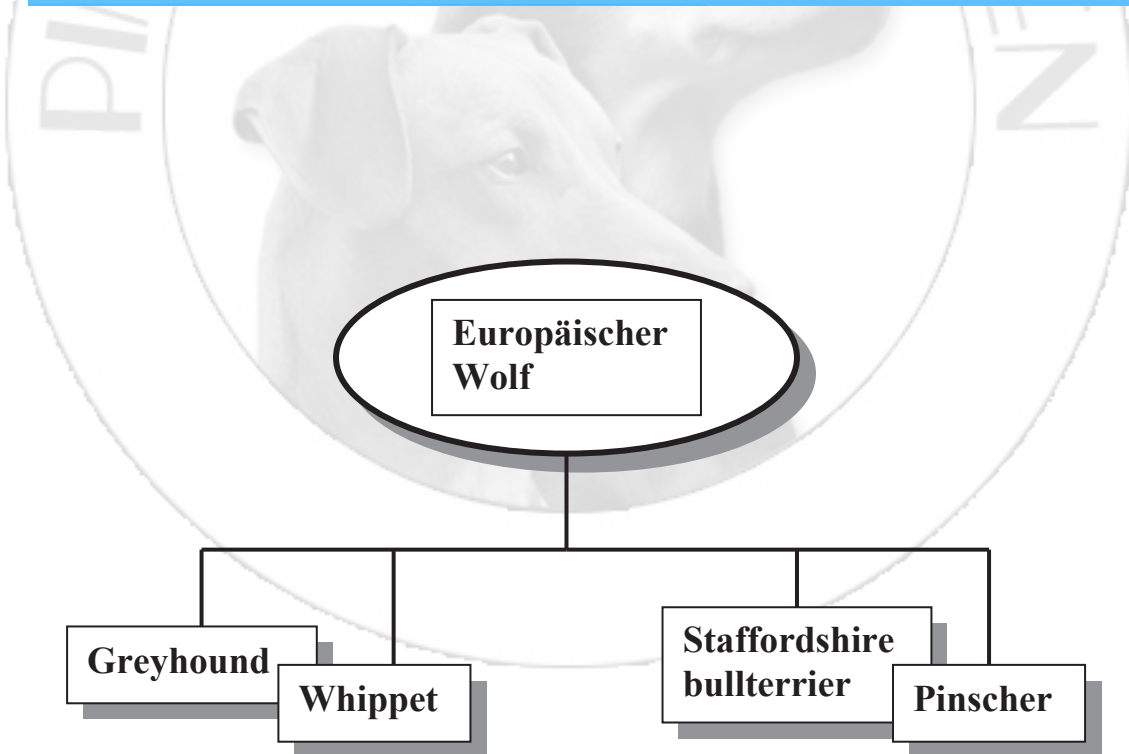 Europäischer
Wolf
Greyhound
Whippet
Staffordshire
bullterrier
Pinscher